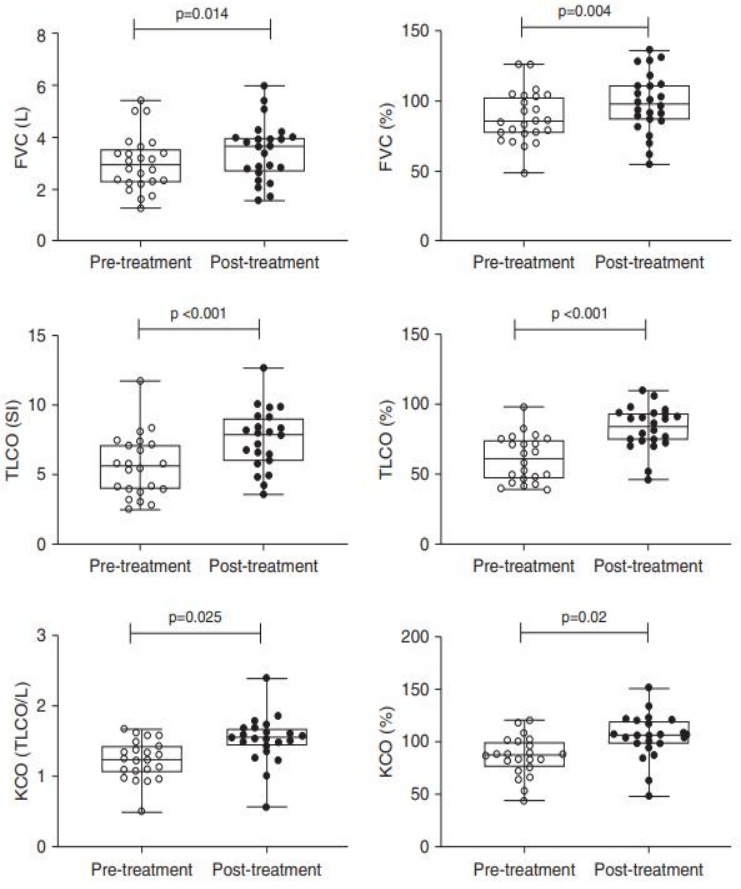 p=0.014
8
6
4
2
0
FVC (L)
Pre-treatment Post-treatment
p=0.004
150
100
50
0
FVC (%)
Pre-treatment Post-treatment
p <0.001
15
10
5
0
TLCO (SI)
Pre-treatment Post-treatment
p <0.001
150
100
50
0
TLCO (%)
Pre-treatment Post-treatment
p=0.025
3
2
1
0
KCO (TLCO/L)
Pre-treatment Post-treatment
p=0.02
200
150
100
50
0
KCO (%)
Pre-treatment Post-treatment